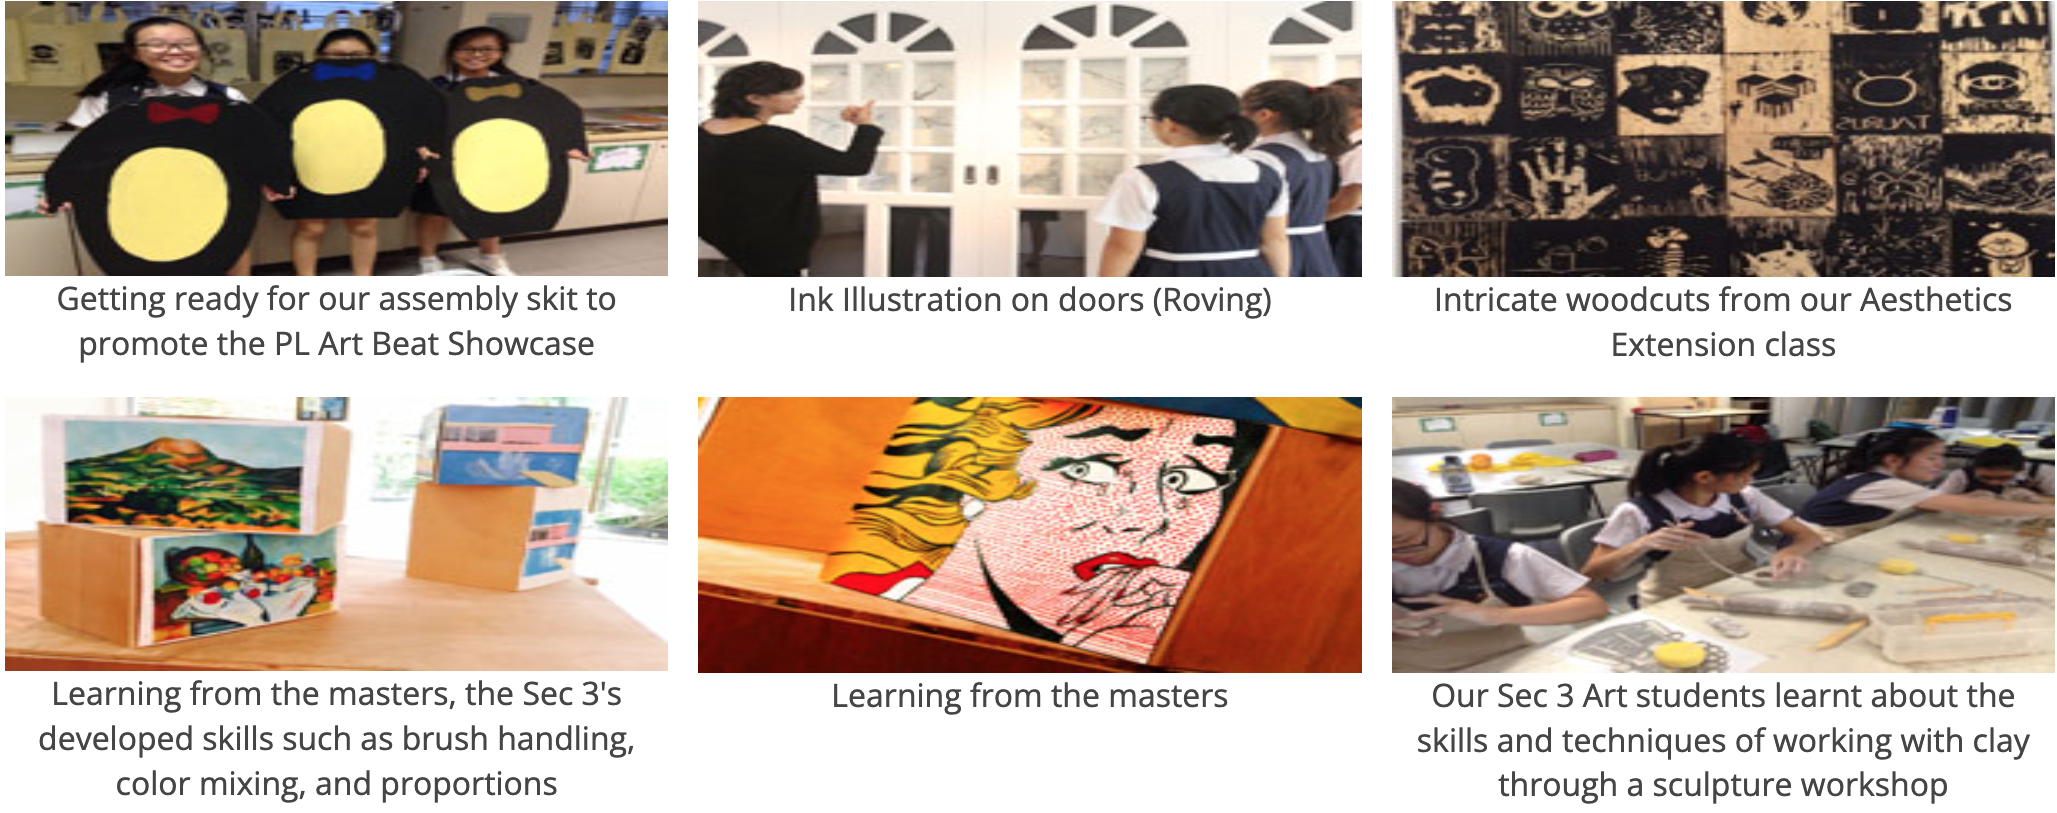 Getting ready for our assembly skit to
promote the PL Art Beat Showcase
Ink Illustration on doors (Roving)
Intricate woodcuts from our Aesthetics
Extension class
TAURUS
Learning from the masters, the Sec 3's
developed skills such as brush handling,
color mixing, and proportions
Learning from the masters
Our Sec 3 Art students learnt about the
skills and techniques of working with clay
through a sculpture workshop